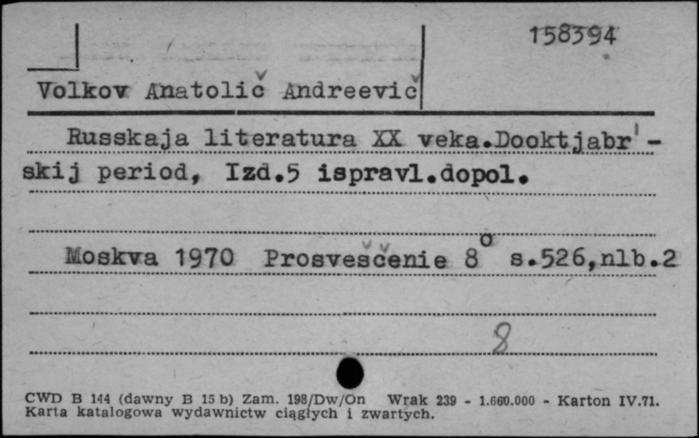 158394
Volkov Anatolič Andreevič
Russkaja literatura XX veka.Dooktjabr'-
skij period, Izd.5 ispravl.dopol.
Moskva 1970 Prosveščenie 8° s.526,nlb.2
8
CWD B 144 (dawny B 15 b) Zam. 198/Dw/On Wrak 239 - 1.660.000 - Karton IV.71.
Karta katalogowa wydawnictw ciągłych i zwartych.